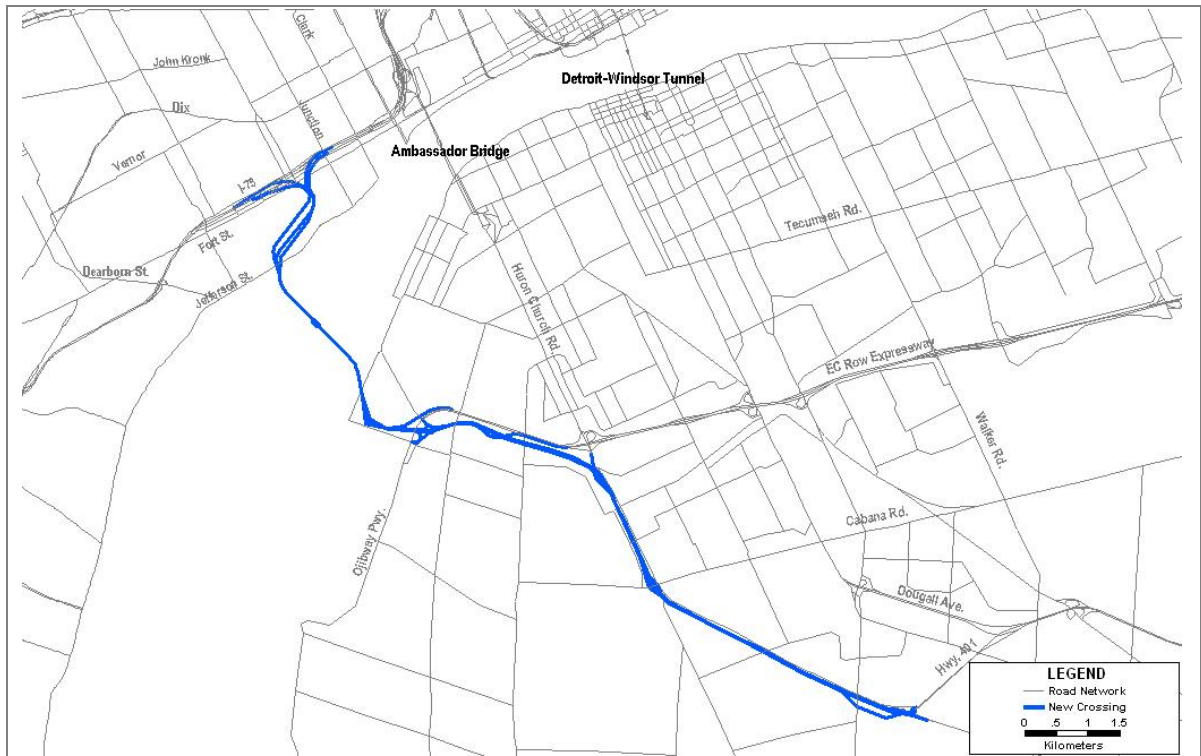 Clark
John Kronk
Detroit-Windsor Tunnel
Dix
Junction
Ambassador Bridge
Vernor
I-75
Tecumseh Rd.
Fort St.
Dearborn St.
Jefferson St.
Huron Church Rd.
EC Row Expressway
Walker Rd.
Cabana Rd.
Ojibway Pwy.
Dougall Ave.
Hwy. 401
LEGEND
Road Network
New Crossing
0 .5 1 1.5
Kilometers